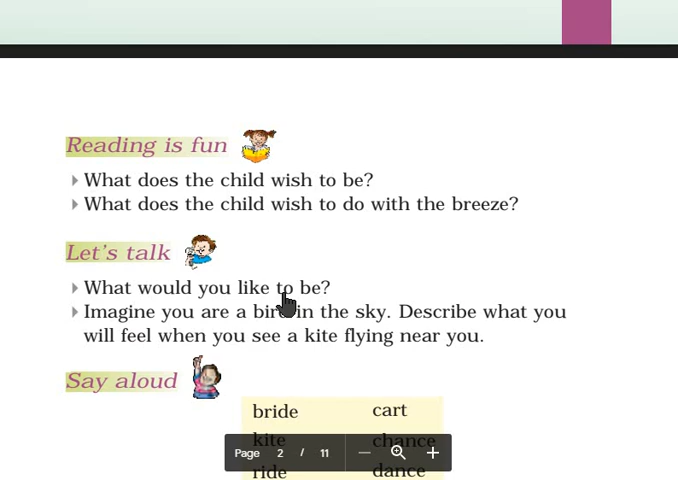 Reading is fun
What does the child wish to be?
What does the child wish to do with the breeze?
Let's talk
What would you like to be?
Imagine you are a bird in the sky. Describe what you
will feel when you see a kite flying near you.
Say aloud
bride cart
kite chance
Page 2 / 11
ride dance